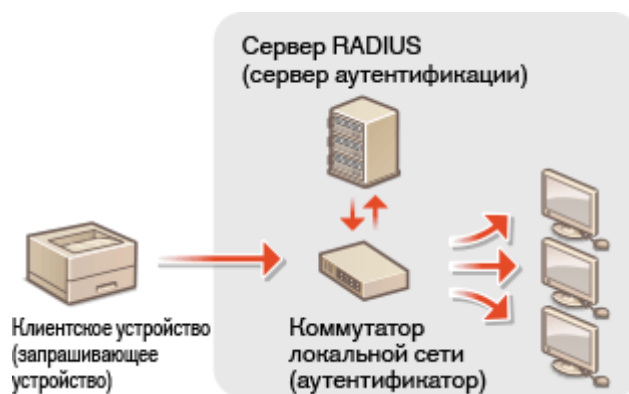 Сервер RADIUS
(сервер аутентификации)
Клиентское устройство
(запрашивающее
устройство)
Коммутатор
локальной сети
(аутентификатор)